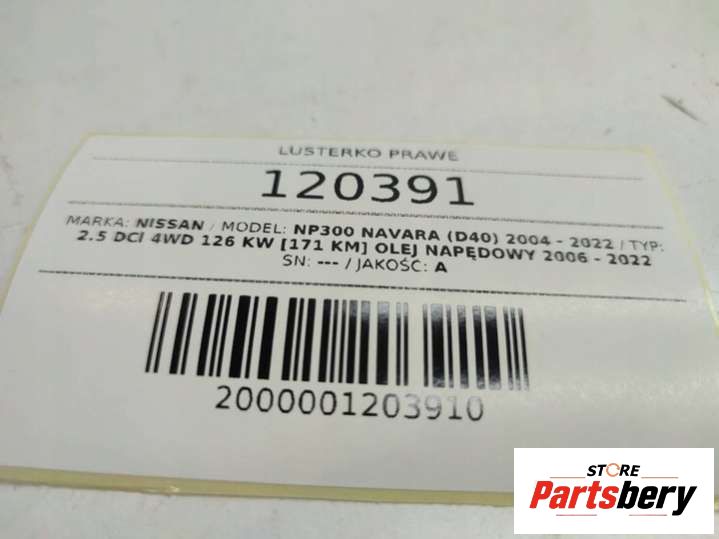 LUSTERKO PRAWE
120391
MARKA: NISSAN / MODEL: NP300 NAVARA (D40) 2004 - 2022 / TYP:
2.5 DCI 4WD 126 KW [171 KM] OLEJ NAPĘDOWY 2006 - 2022
SN: --- / JAKOŚĆ: A
2000001203910
STORE
Partsbery